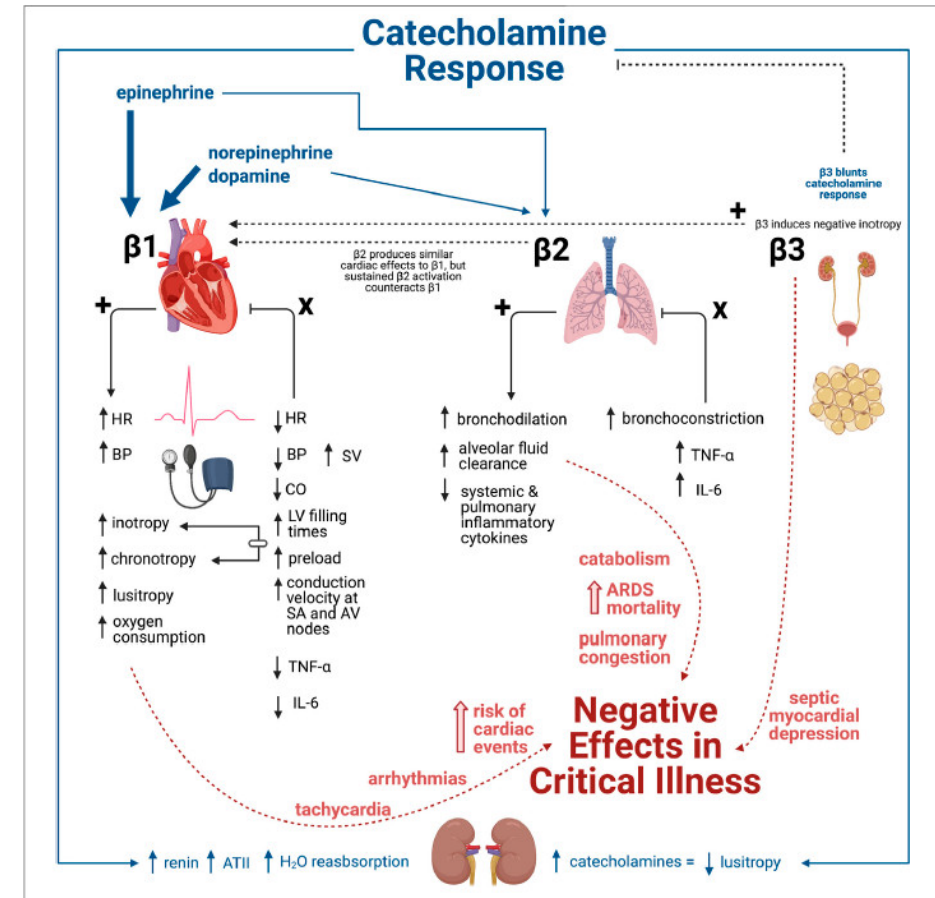 Catecholamine
Response
epinephrine
norepinephrine
dopamine
β3 blunts
catecholamine
response
+
β3 induces negative inotropy
β1
β2
β3
β2 produces similar
cardiac effects to β1, but
sustained β2 activation
counteracts β1
+
x
+
x
↑ HR
↑ BP
↑ inotropy
↑ chronotropy
↑ lusitropy
↑ oxygen
consumption
↓ HR
↓ BP ↑ SV
↓ CO
↑ LV filling
times
↑ preload
↑ conduction
velocity at
SA and AV
nodes
↓ TNF-α
↓ IL-6
↑ bronchodilation
↑ alveolar fluid
clearance
↓ systemic &
pulmonary
inflammatory
cytokines
↑ bronchoconstriction
↑ TNF-α
↑ IL-6
catabolism
⇑ ARDS
mortality
pulmonary
congestion
⇑ risk of
cardiac
events
arrhythmias
tachycardia
septic
myocardial
depression
Negative
Effects in
Critical Illness
↑ renin ↑ ATII ↑ H₂O reasbsorption
↑ catecholamines = ↓ lusitropy